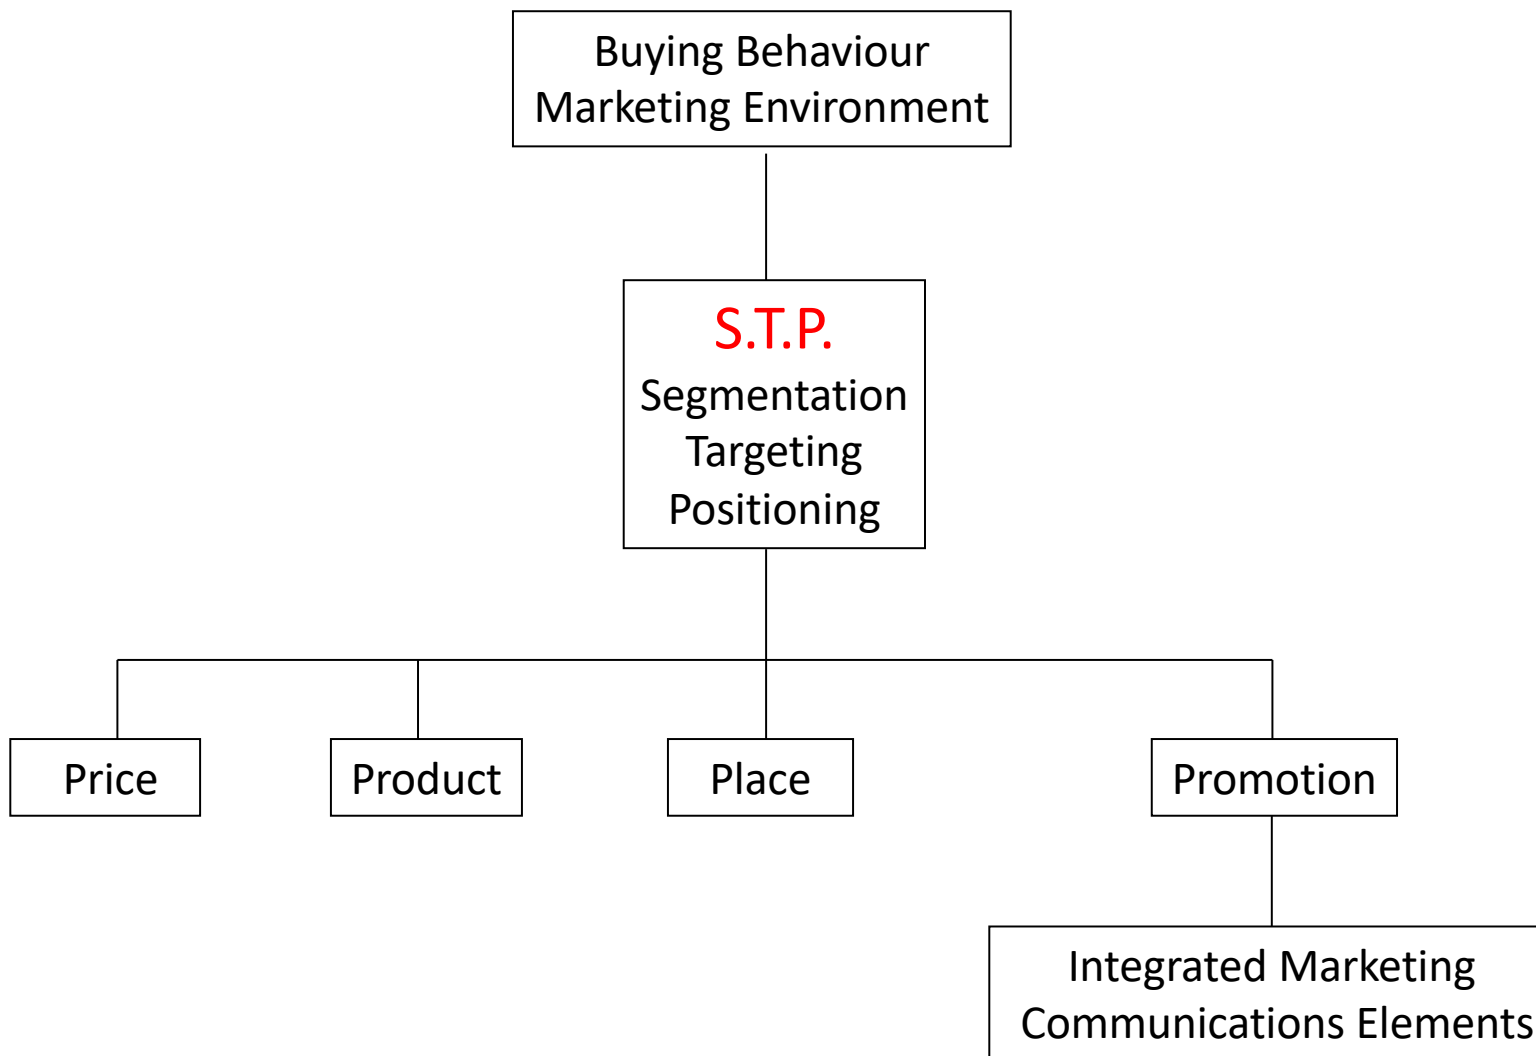 Buying Behaviour
Marketing Environment
S.T.P.
Segmentation
Targeting
Positioning
Price
Product
Place
Promotion
Integrated Marketing
Communications Elements